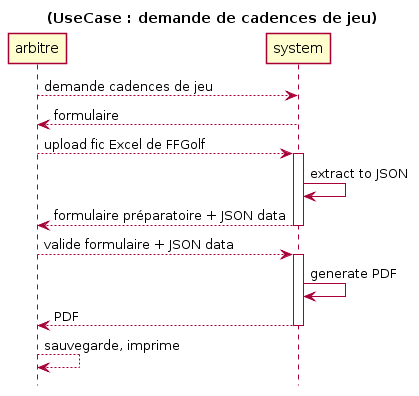 (UseCase : demande de cadences de jeu)
arbitre
system
demande cadences de jeu
formulaire
upload fic Excel de FFGolf
extract to JSON
formulaire préparatoire + JSON data
valide formulaire + JSON data
generate PDF
PDF
sauvegarde, imprime